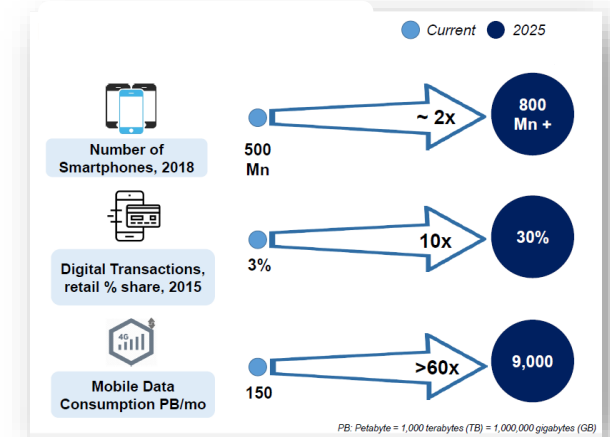 Current 2025
Number of
Smartphones, 2018
500
Mn
~ 2x
800
Mn +
Digital Transactions,
retail % share, 2015
3%
10x
30%
4G
Mobile Data
Consumption PB/mo
150
>60x
9,000
PB: Petabyte = 1,000 terabytes (TB) = 1,000,000 gigabytes (GB)